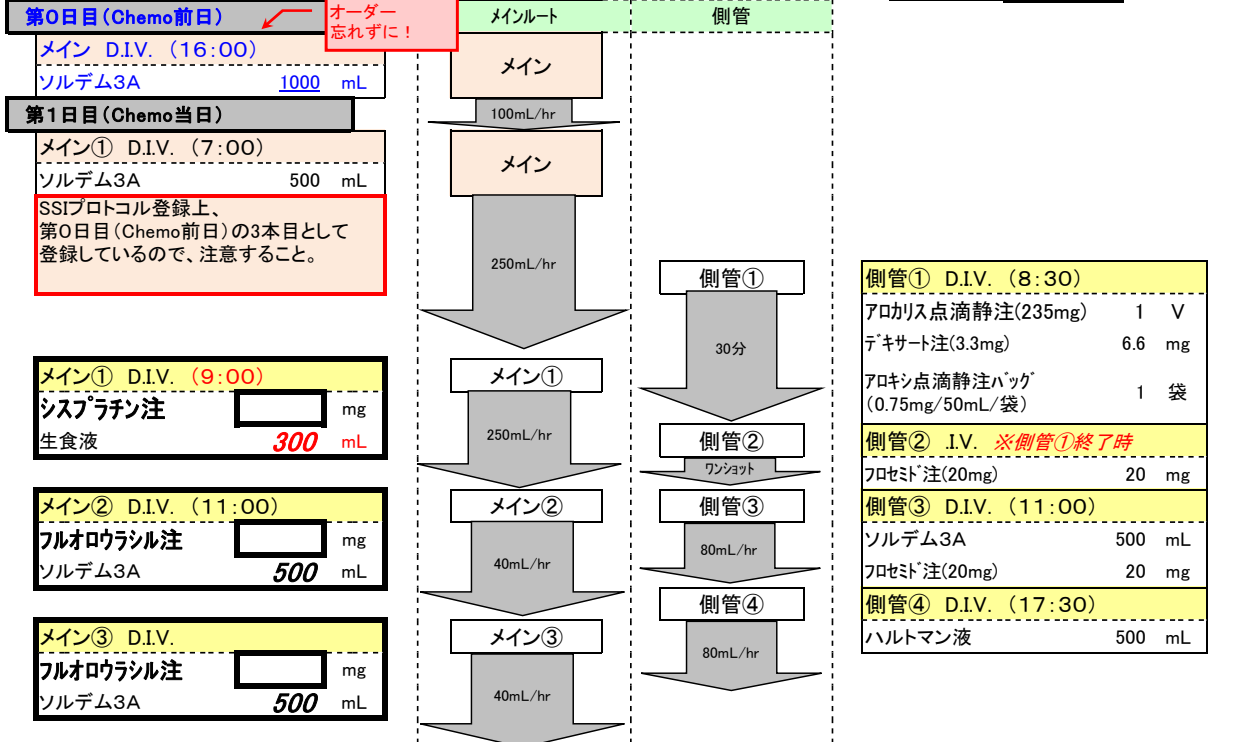 第0日目(Chemo前日)
オーダー
忘れずに！
メイン D.I.V. (16:00)
ソルデム3A 1000 mL
第1日目(Chemo当日)
メイン① D.I.V. (7:00)
ソルデム3A 500 mL
SSIプロトコル登録上、
第0日目(Chemo前日)の3本目として
登録しているので、注意すること。
メイン① D.I.V. (9:00)
シスプラチン注 mg
生食液 300 mL
メイン② D.I.V. (11:00)
フルオロウラシル注 mg
ソルデム3A 500 mL
メイン③ D.I.V.
フルオロウラシル注 mg
ソルデム3A 500 mL
メインルート
メイン
100mL/hr
メイン
250mL/hr
メイン①
250mL/hr
メイン②
40mL/hr
メイン③
40mL/hr
側管
側管①
30分
側管②
ワンショット
側管③
80mL/hr
側管④
80mL/hr
側管① D.I.V. (8:30)
アロカリス点滴静注(235mg) 1 V
デキサート注(3.3mg) 6.6 mg
アロキシ点滴静注バッグ
(0.75mg/50mL/袋) 1 袋
側管② .I.V. ※側管①終了時
フロセミド注(20mg) 20 mg
側管③ D.I.V. (11:00)
ソルデム3A 500 mL
フロセミド注(20mg) 20 mg
側管④ D.I.V. (17:30)
ハルトマン液 500 mL